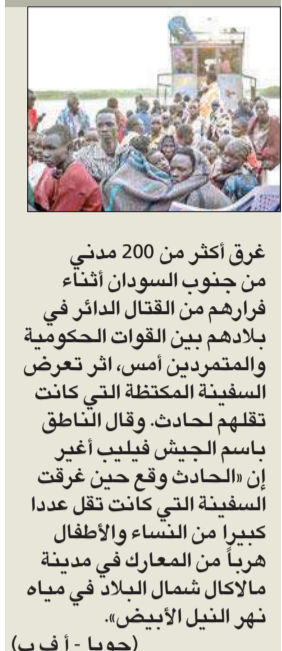 غرق أكثر من 200 مدني
من جنوب السودان أثناء
فرارهم من القتال الدائر في
بلادهم بين القوات الحكومية
والمتمردين أمس، اثر تعرض
السفينة المكتظة التي كانت
تقلهم لحادث. وقال الناطق
باسم الجيش فيليب أغير
إن «الحادث وقع حين غرقت
السفينة التي كانت تقل عددا
كبيرا من النساء والأطفال
هرباً من المعارك في مدينة
مالاكال شمال البلاد في مياه
نهر النيل الأبيض».
(جوبا - أ ف ب)